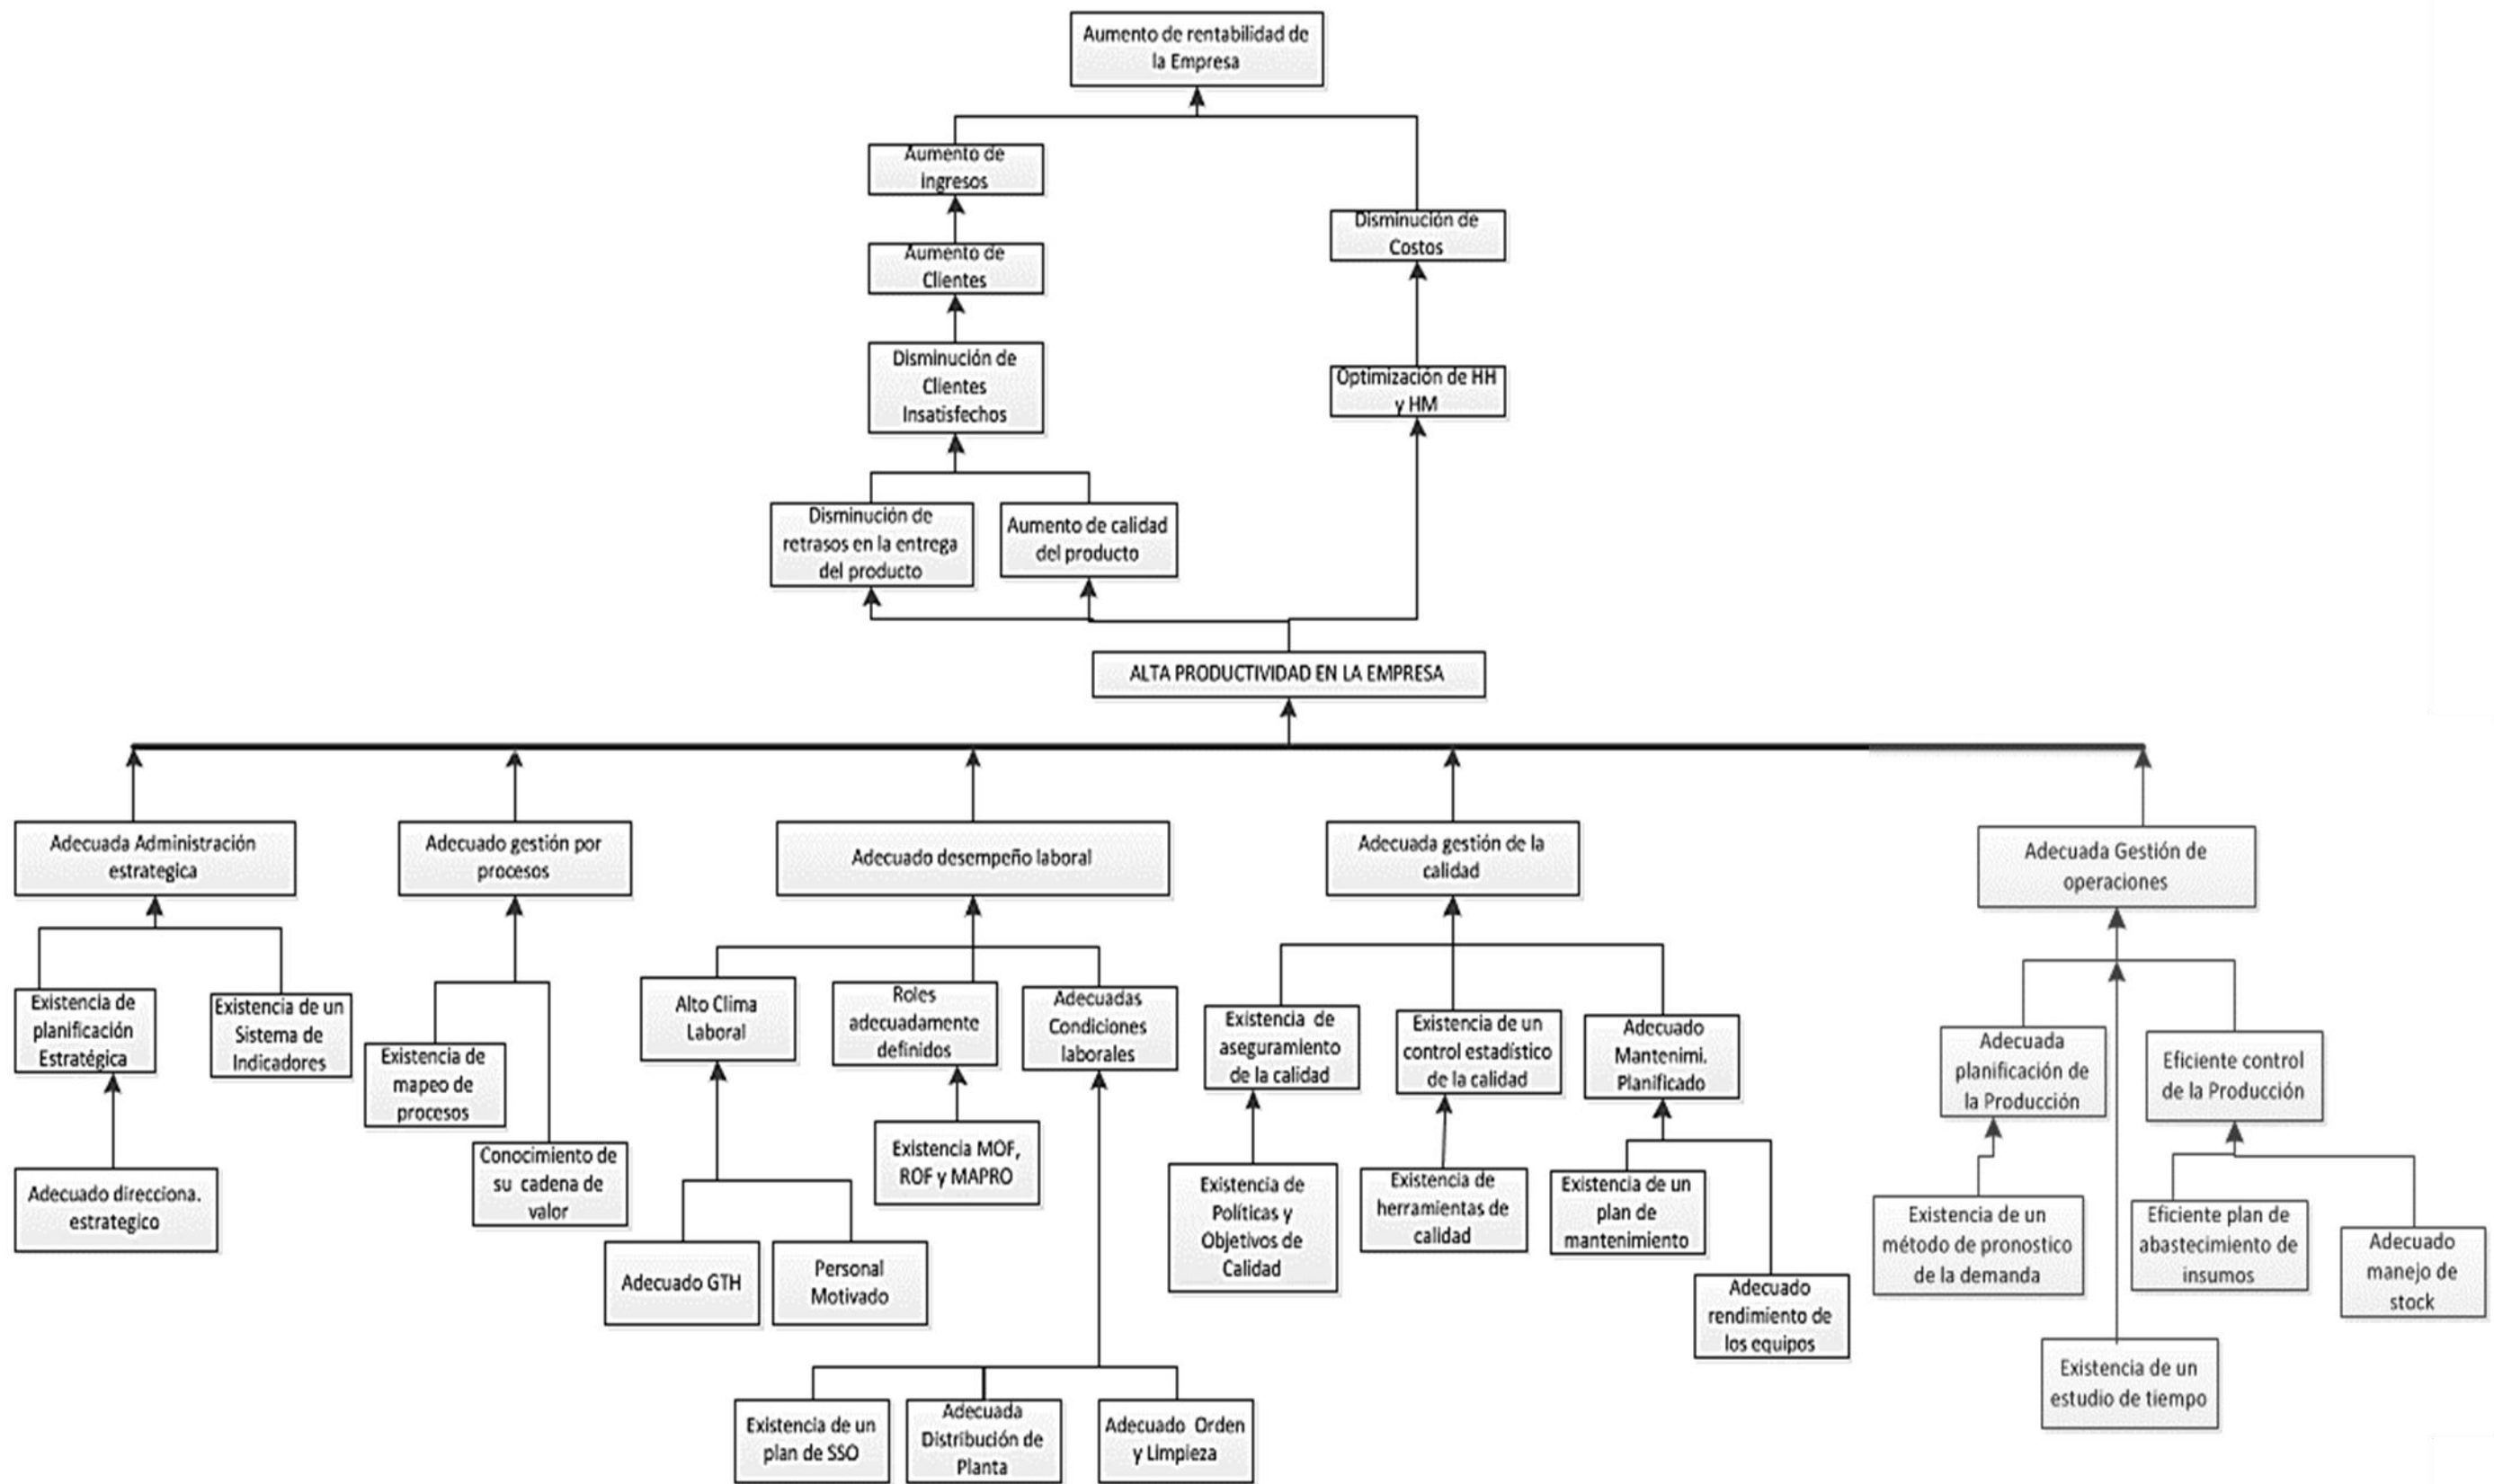 Aumento de rentabilidad de
la Empresa
Aumento de
ingresos
Disminución de
Costos
Aumento de
Clientes
Disminución de
Clientes
Insatisfechos
Optimización de HH
y HM
Disminución de
retrasos en la entrega
del producto
Aumento de calidad
del producto
ALTA PRODUCTIVIDAD EN LA EMPRESA
Adecuada Administración
estrategica
Adecuado gestión por
procesos
Adecuado desempeño laboral
Adecuada gestión de la
calidad
Adecuada Gestión de
operaciones
Existencia de
planificación
Estratégica
Existencia de un
Sistema de
Indicadores
Existencia de
mapeo de
procesos
Alto Clima
Laboral
Roles
adecuadamente
definidos
Adecuadas
Condiciones
laborales
Existencia de
aseguramiento
de la calidad
Existencia de un
control estadístico
de la calidad
Adecuado
Mantenimi.
Planificado
Adecuada
planificación de
la Producción
Eficiente control
de la Producción
Adecuado direcciona.
estrategico
Conocimiento de
su cadena de
valor
Existencia MOF,
ROF y MAPRO
Existencia de
Políticas y
Objetivos de
Calidad
Existencia de
herramientas de
calidad
Existencia de un
plan de
mantenimiento
Existencia de un
método de pronostico
de la demanda
Eficiente plan de
abastecimiento de
insumos
Adecuado
manejo de
stock
Adecuado GTH
Personal
Motivado
Adecuado
rendimiento de
los equipos
Existencia de un
estudio de tiempo
Existencia de un
plan de SSO
Adecuada
Distribución de
Planta
Adecuado Orden
y Limpieza